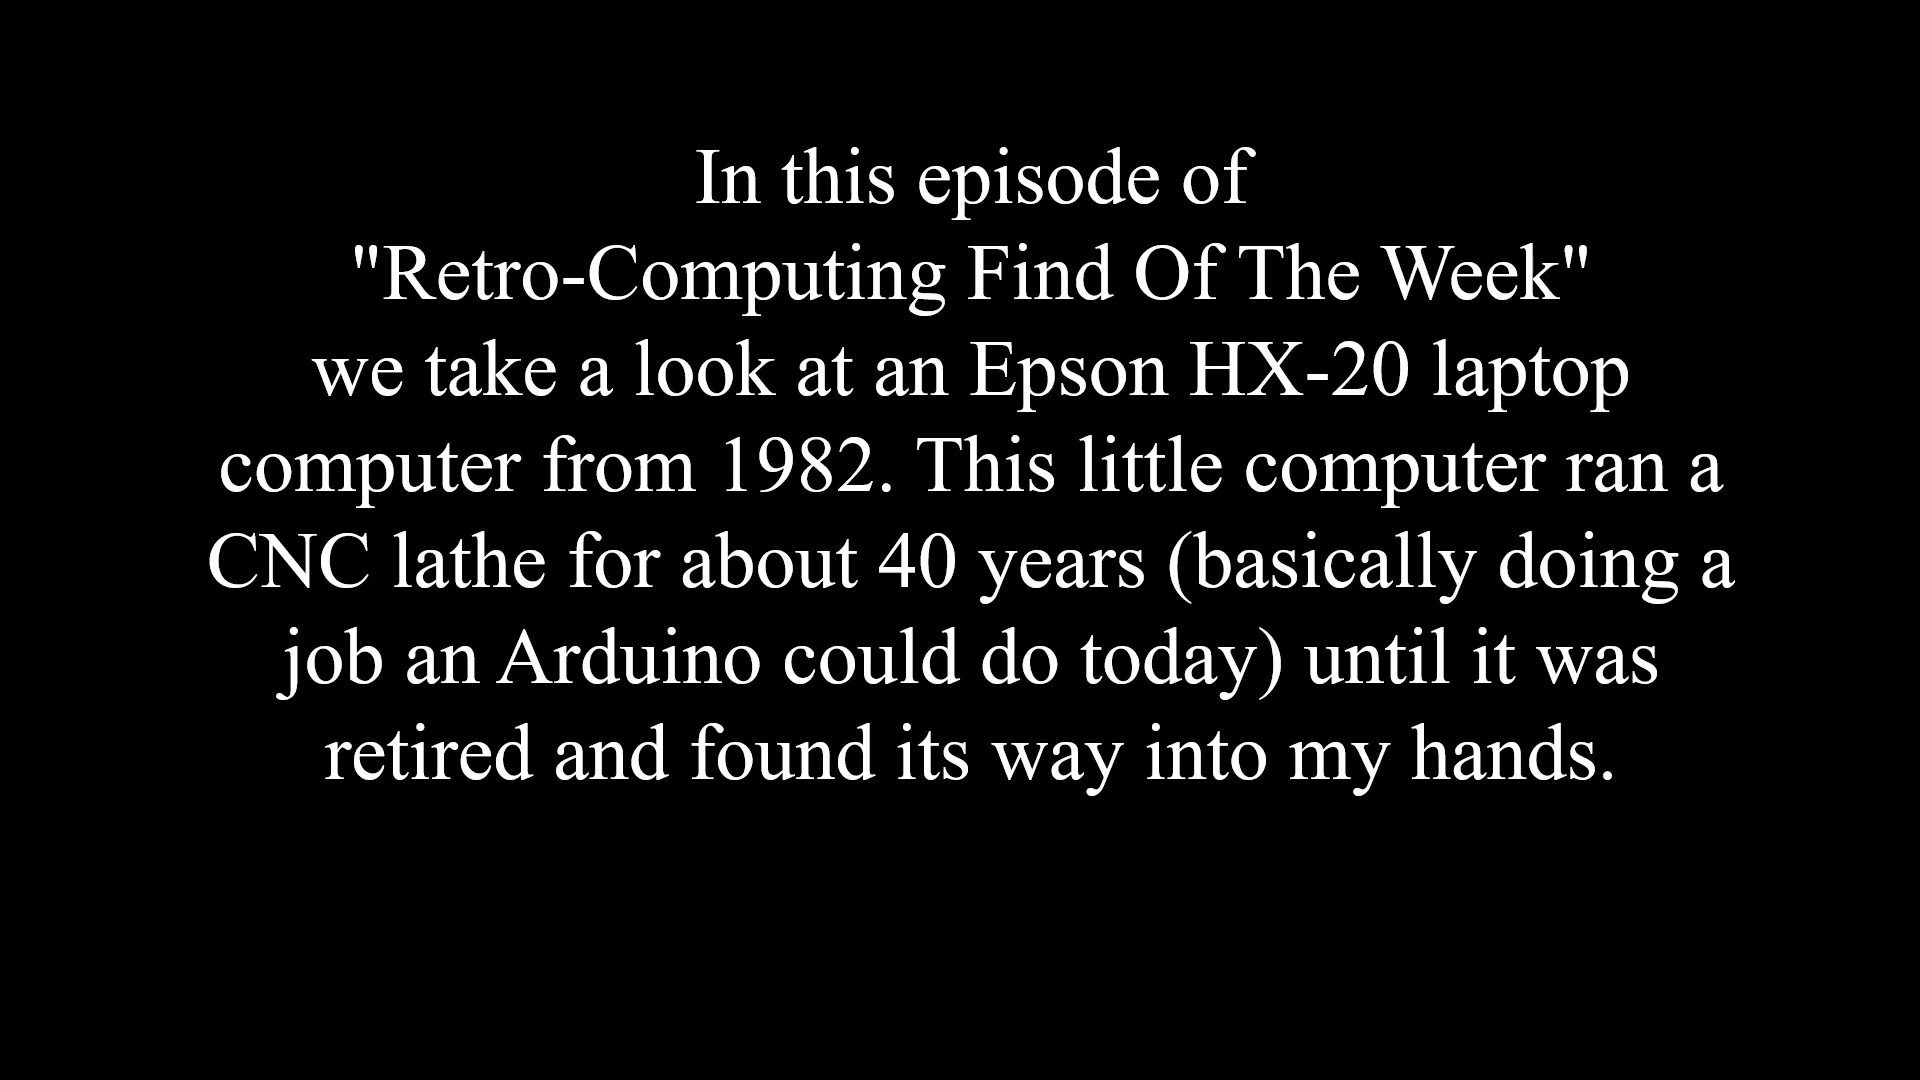 In this episode of
"Retro-Computing Find Of The Week"
we take a look at an Epson HX-20 laptop
computer from 1982. This little computer ran a
CNC lathe for about 40 years (basically doing a
job an Arduino could do today) until it was
retired and found its way into my hands.